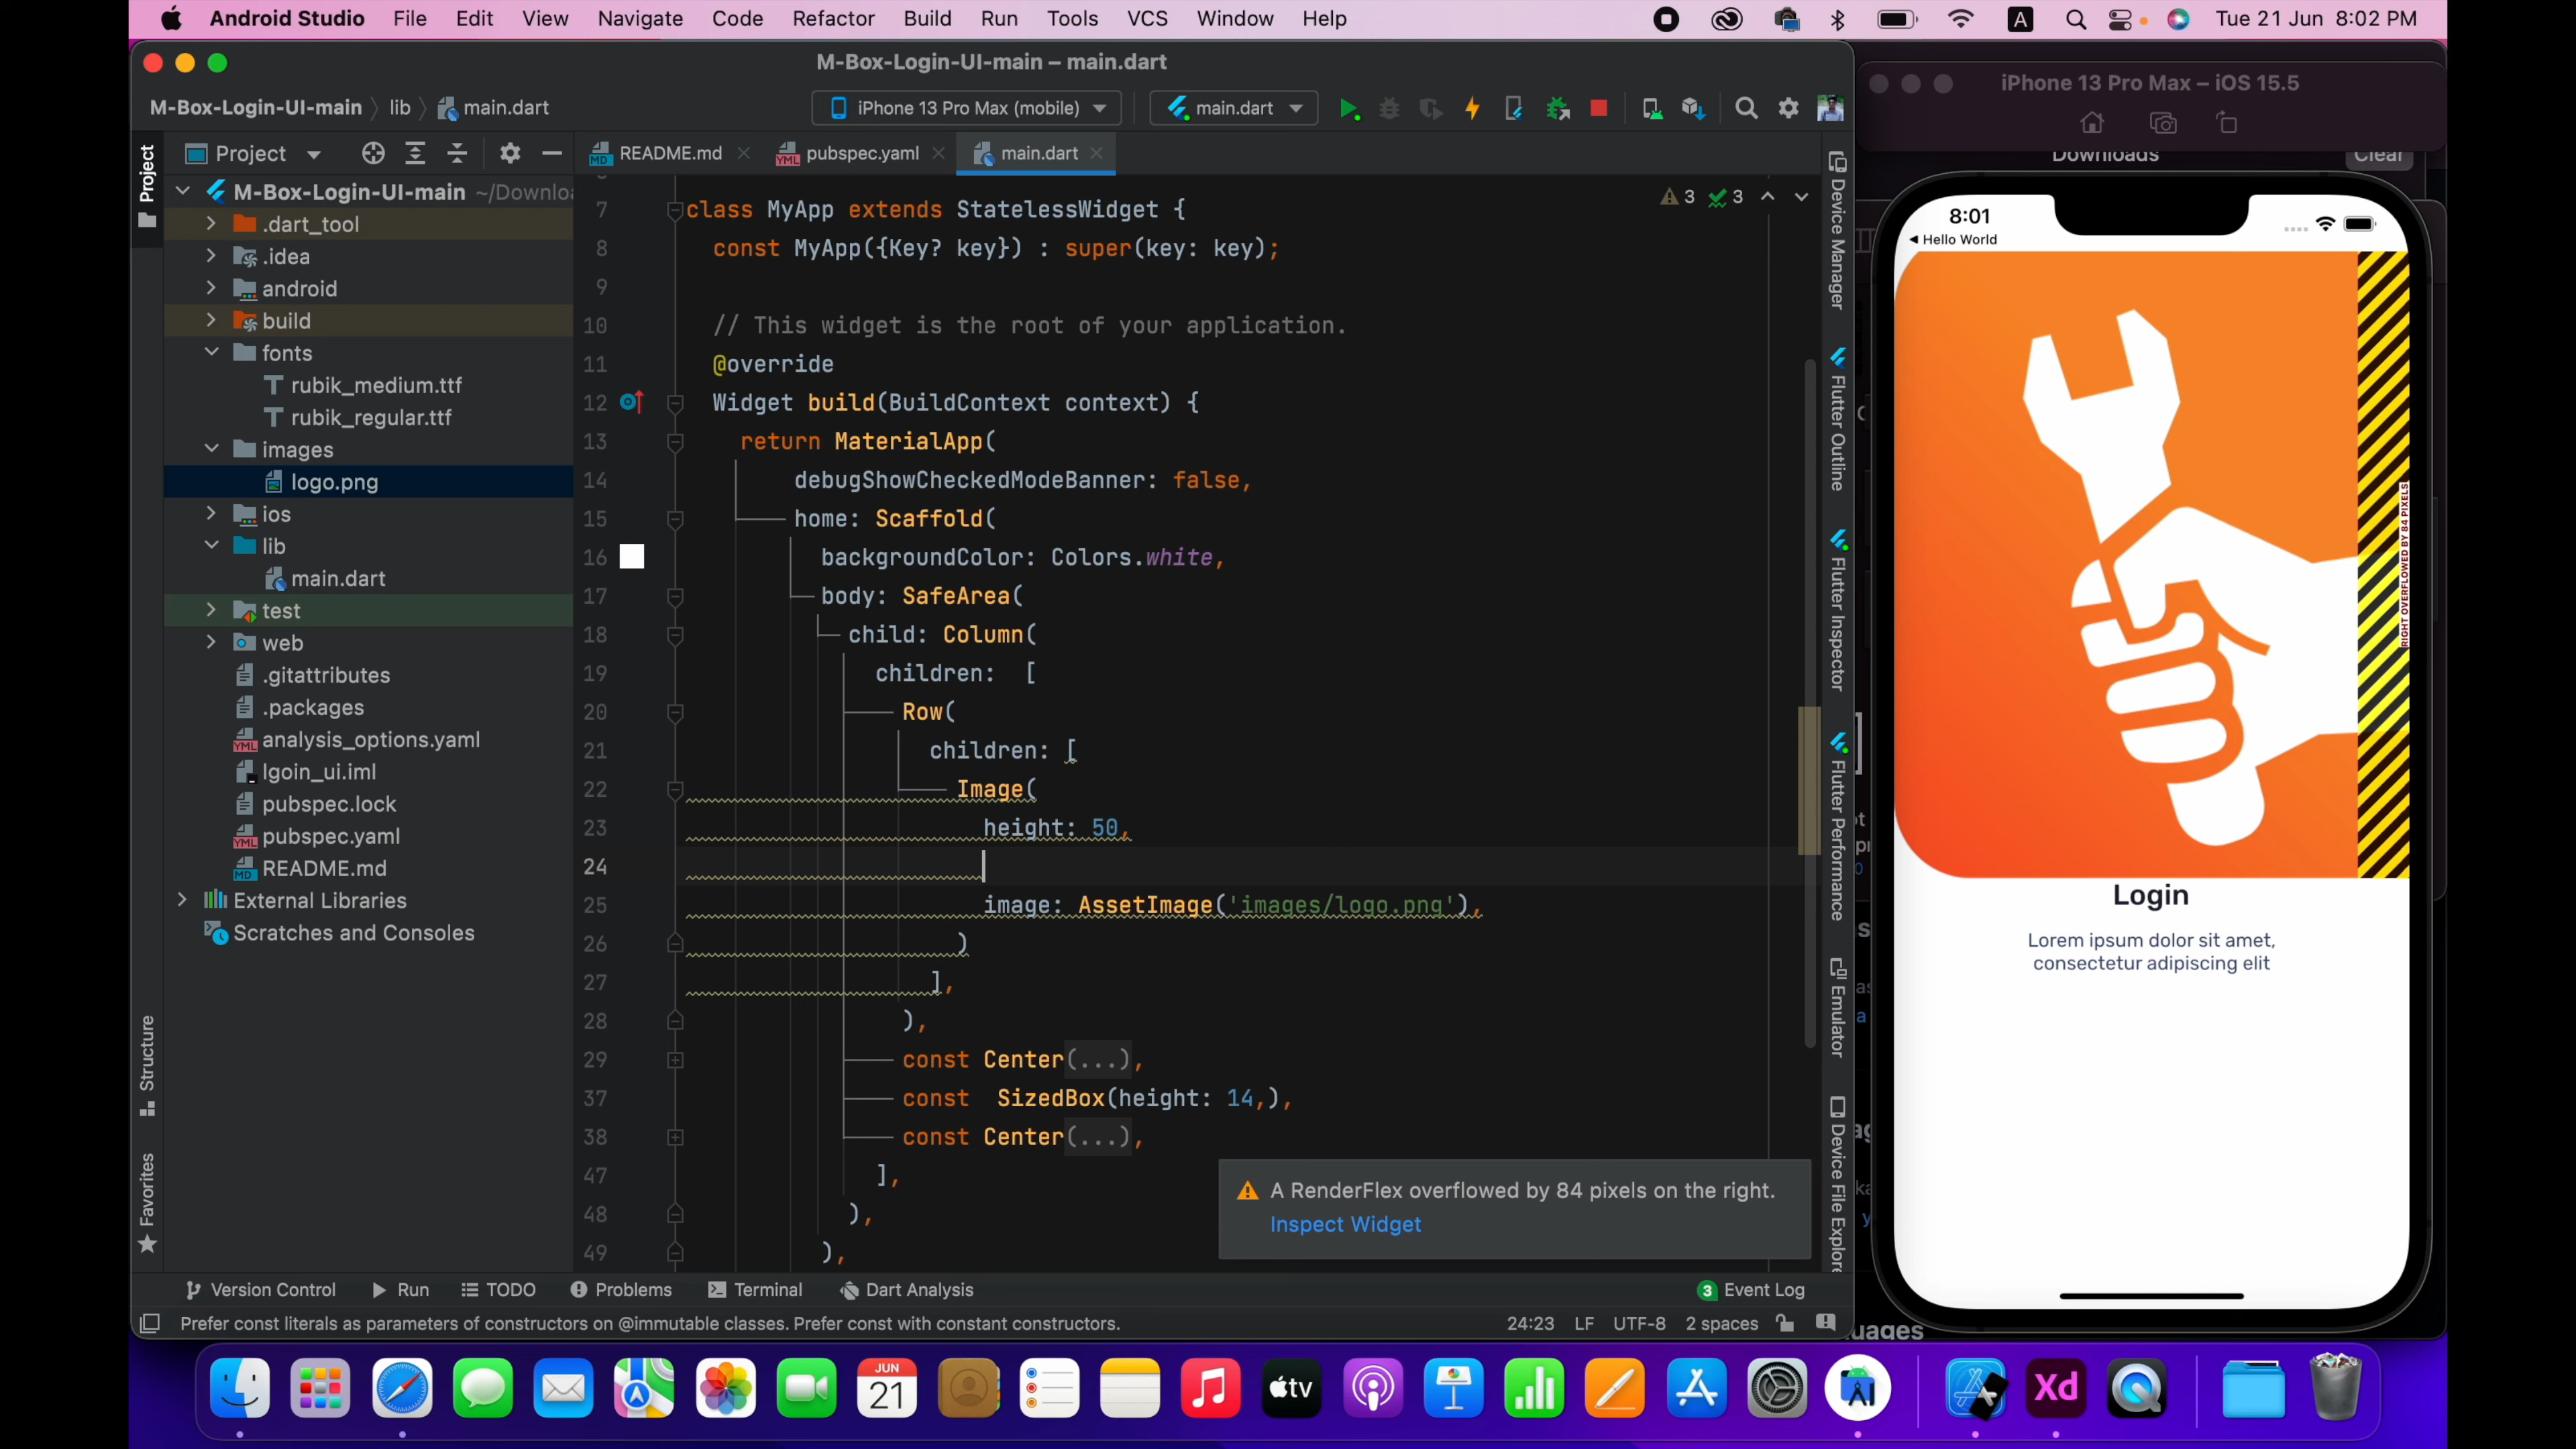 Android Studio File Edit View Navigate Code Refactor Build Run Tools VCS Window Help
A
Tue 21 Jun 8:02 PM
M-Box-Login-UI-main – main.dart
M-Box-Login-UI-main lib main.dart
iPhone 13 Pro Max (mobile)
main.dart
Project
Project
README.md
pubspec.yaml
main.dart
M-Box-Login-UI-main ~/Downloa
.dart_tool
.idea
android
build
fonts
rubik_medium.ttf
rubik_regular.ttf
images
logo.png
ios
lib
main.dart
test
web
.gitattributes
.packages
analysis_options.yaml
lgoin_ui.iml
pubspec.lock
pubspec.yaml
README.md
External Libraries
Scratches and Consoles
Structure
Favorites
3 3
7 class MyApp extends StatelessWidget {
8 const MyApp({Key? key}) : super(key: key);
9
10 // This widget is the root of your application.
11 @override
12 Widget build(BuildContext context) {
13 return MaterialApp(
14 debugShowCheckedModeBanner: false,
15 home: Scaffold(
16 backgroundColor: Colors.white,
17 body: SafeArea(
18 child: Column(
19 children: [
20 Row(
21 children: [
22 Image(
23 height: 50,
24
25 image: AssetImage('images/logo.png'),
26 )
27 ],
28 ),
29 const Center(...),
37 const SizedBox(height: 14,),
38 const Center(...),
47 ],
48 ),
49 ),
A RenderFlex overflowed by 84 pixels on the right.
Inspect Widget
Device Manager
Flutter Outline
Flutter Inspector
Flutter Performance
Emulator
Device File Explore
Version Control Run TODO Problems Terminal Dart Analysis
3 Event Log
Prefer const literals as parameters of constructors on @immutable classes. Prefer const with constant constructors.
24:23 LF UTF-8 2 spaces
iPhone 13 Pro Max – iOS 15.5
Downloads Clear
8:01
Hello World
RIGHT OVERFLOWED BY 84 PIXELS
Login
Lorem ipsum dolor sit amet,
consectetur adipiscing elit
uages
JUN
21
tv
Xd